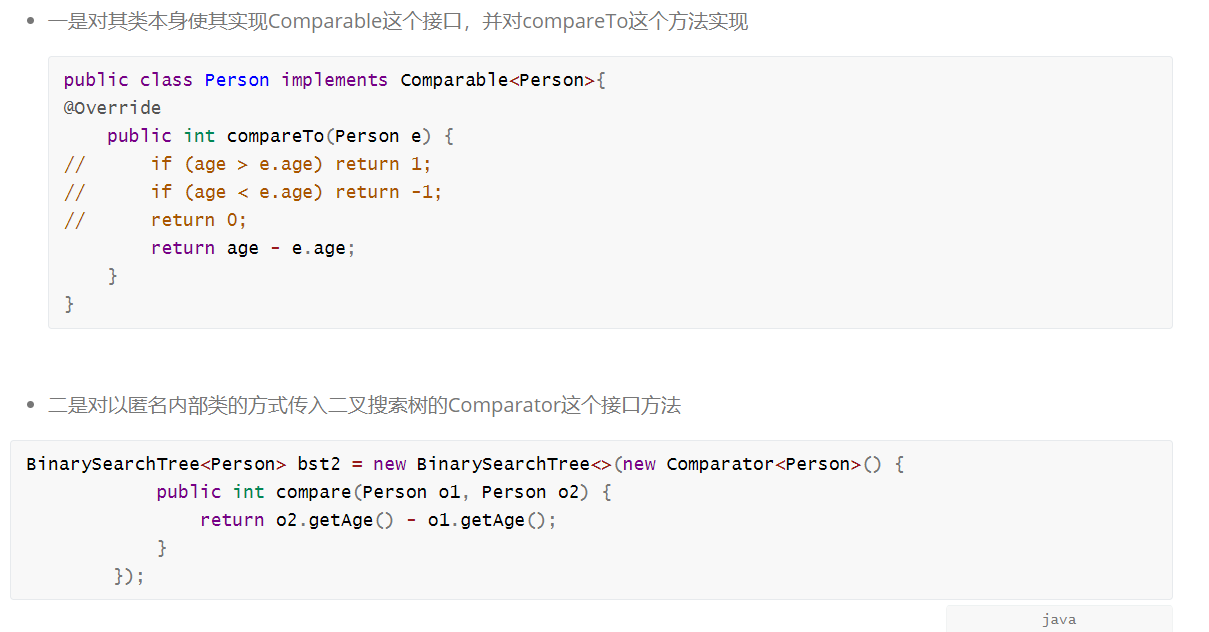 一是对其类本身使其实现Comparable这个接口，并对compareTo这个方法实现
public class Person implements Comparable<Person>{
@Override
    public int compareTo(Person e) {
//      if (age > e.age) return 1;
//      if (age < e.age) return -1;
//      return 0;
        return age - e.age;
    }
}
二是对以匿名内部类的方式传入二叉搜索树的Comparator这个接口方法
BinarySearchTree<Person> bst2 = new BinarySearchTree<>(new Comparator<Person>() {
            public int compare(Person o1, Person o2) {
                return o2.getAge() - o1.getAge();
            }
        });
java